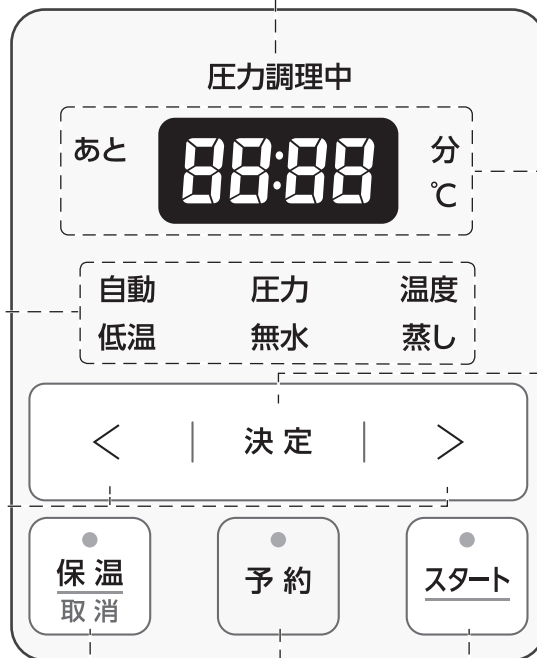 圧力調理中
あと 88:88 分
℃
自動 圧力 温度
低温 無水 蒸し
< 決定 >
保温 予約 スタート
取消